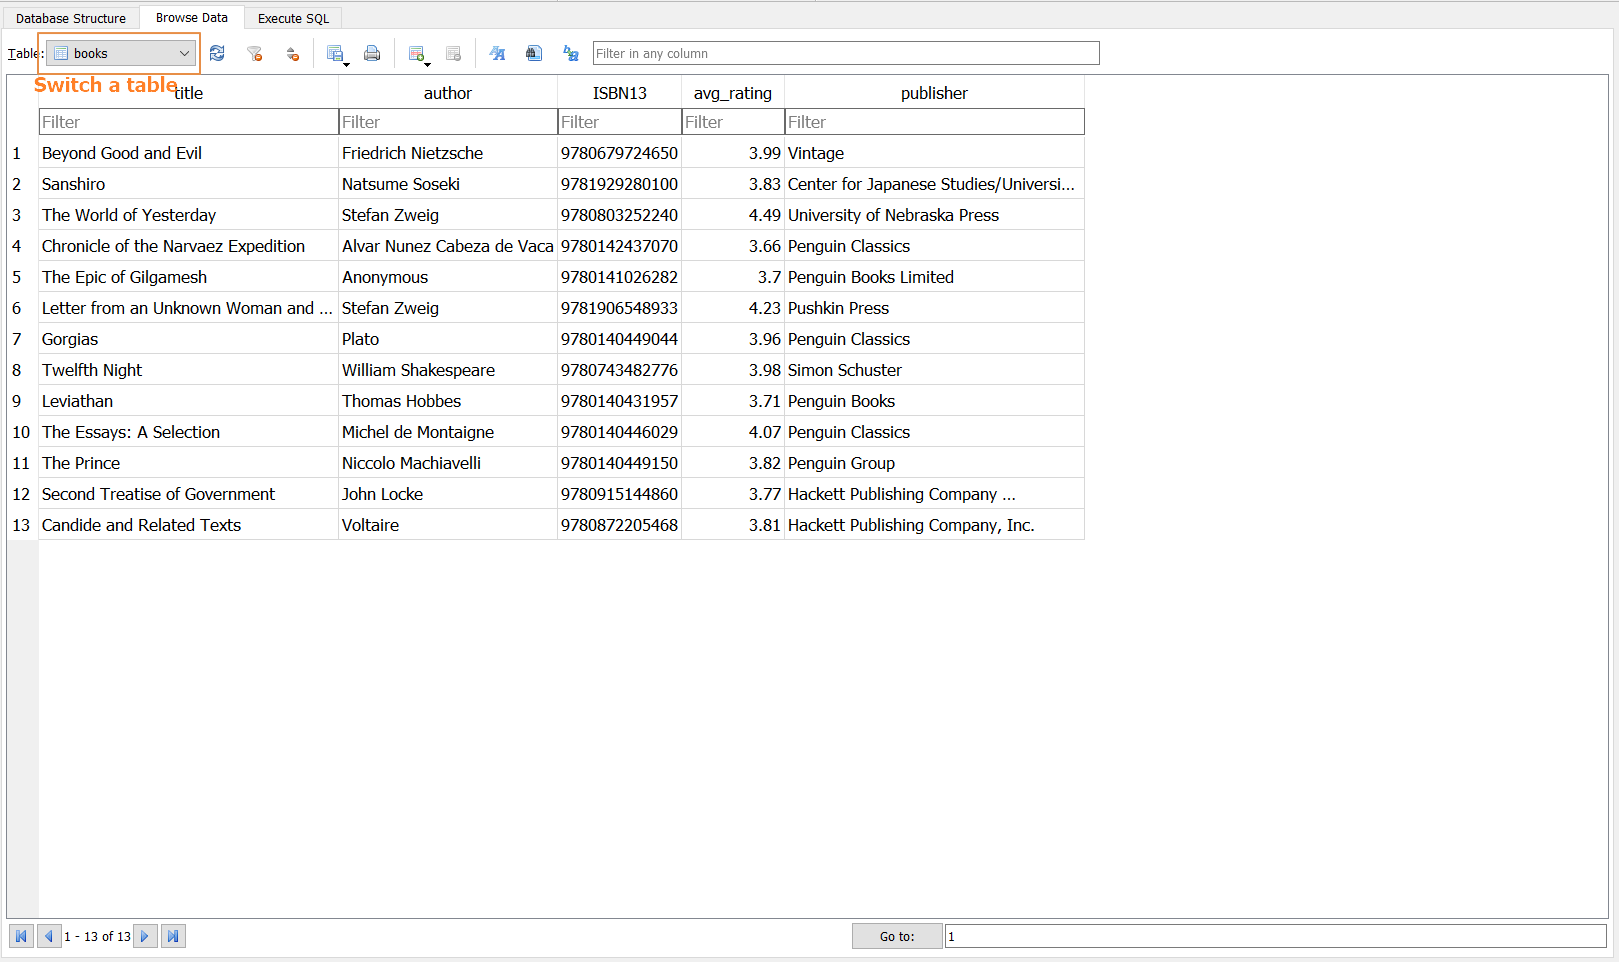 Database Structure Browse Data Execute SQL
Table: books Filter in any column
Switch a table
title author ISBN13 avg_rating publisher
Filter Filter Filter Filter Filter
1 Beyond Good and Evil Friedrich Nietzsche 9780679724650 3.99 Vintage
2 Sanshiro Natsume Soseki 9781929280100 3.83 Center for Japanese Studies/Universi...
3 The World of Yesterday Stefan Zweig 9780803252240 4.49 University of Nebraska Press
4 Chronicle of the Narvaez Expedition Alvar Nunez Cabeza de Vaca 9780142437070 3.66 Penguin Classics
5 The Epic of Gilgamesh Anonymous 9780141026282 3.7 Penguin Books Limited
6 Letter from an Unknown Woman and ... Stefan Zweig 9781906548933 4.23 Pushkin Press
7 Gorgias Plato 9780140449044 3.96 Penguin Classics
8 Twelfth Night William Shakespeare 9780743482776 3.98 Simon Schuster
9 Leviathan Thomas Hobbes 9780140431957 3.71 Penguin Books
10 The Essays: A Selection Michel de Montaigne 9780140446029 4.07 Penguin Classics
11 The Prince Niccolo Machiavelli 9780140449150 3.82 Penguin Group
12 Second Treatise of Government John Locke 9780915144860 3.77 Hackett Publishing Company ...
13 Candide and Related Texts Voltaire 9780872205468 3.81 Hackett Publishing Company, Inc.
1 - 13 of 13 Go to: 1